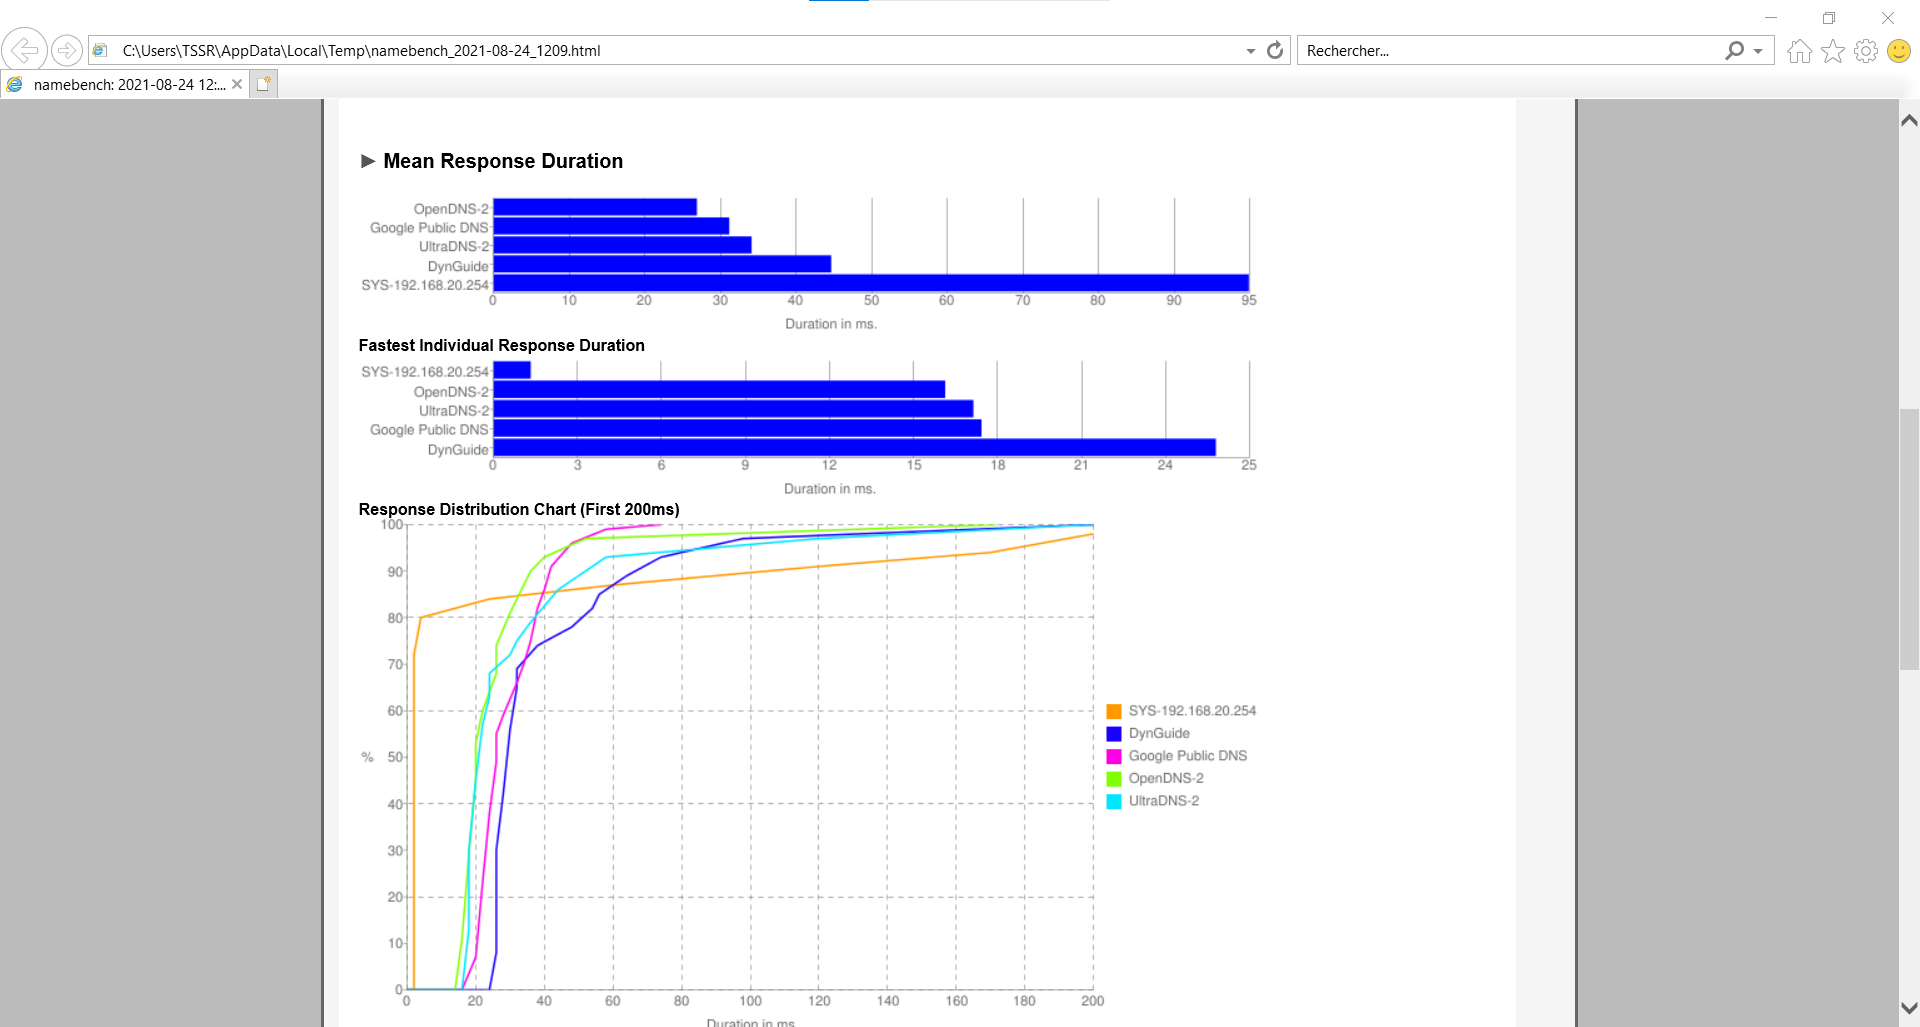 C:\Users\TSSR\AppData\Local\Temp\namebench_2021-08-24_1209.html
Rechercher...
namebench: 2021-08-24 12:...
Mean Response Duration
OpenDNS-2
Google Public DNS
UltraDNS-2
DynGuide
SYS-192.168.20.254
0 10 20 30 40 50 60 70 80 90 95
Duration in ms.
Fastest Individual Response Duration
SYS-192.168.20.254
OpenDNS-2
UltraDNS-2
Google Public DNS
DynGuide
0 3 6 9 12 15 18 21 24 25
Duration in ms.
Response Distribution Chart (First 200ms)
100
90
80
70
60
% 50
40
30
20
10
0
0 20 40 60 80 100 120 140 160 180 200
Duration in ms.
SYS-192.168.20.254
DynGuide
Google Public DNS
OpenDNS-2
UltraDNS-2